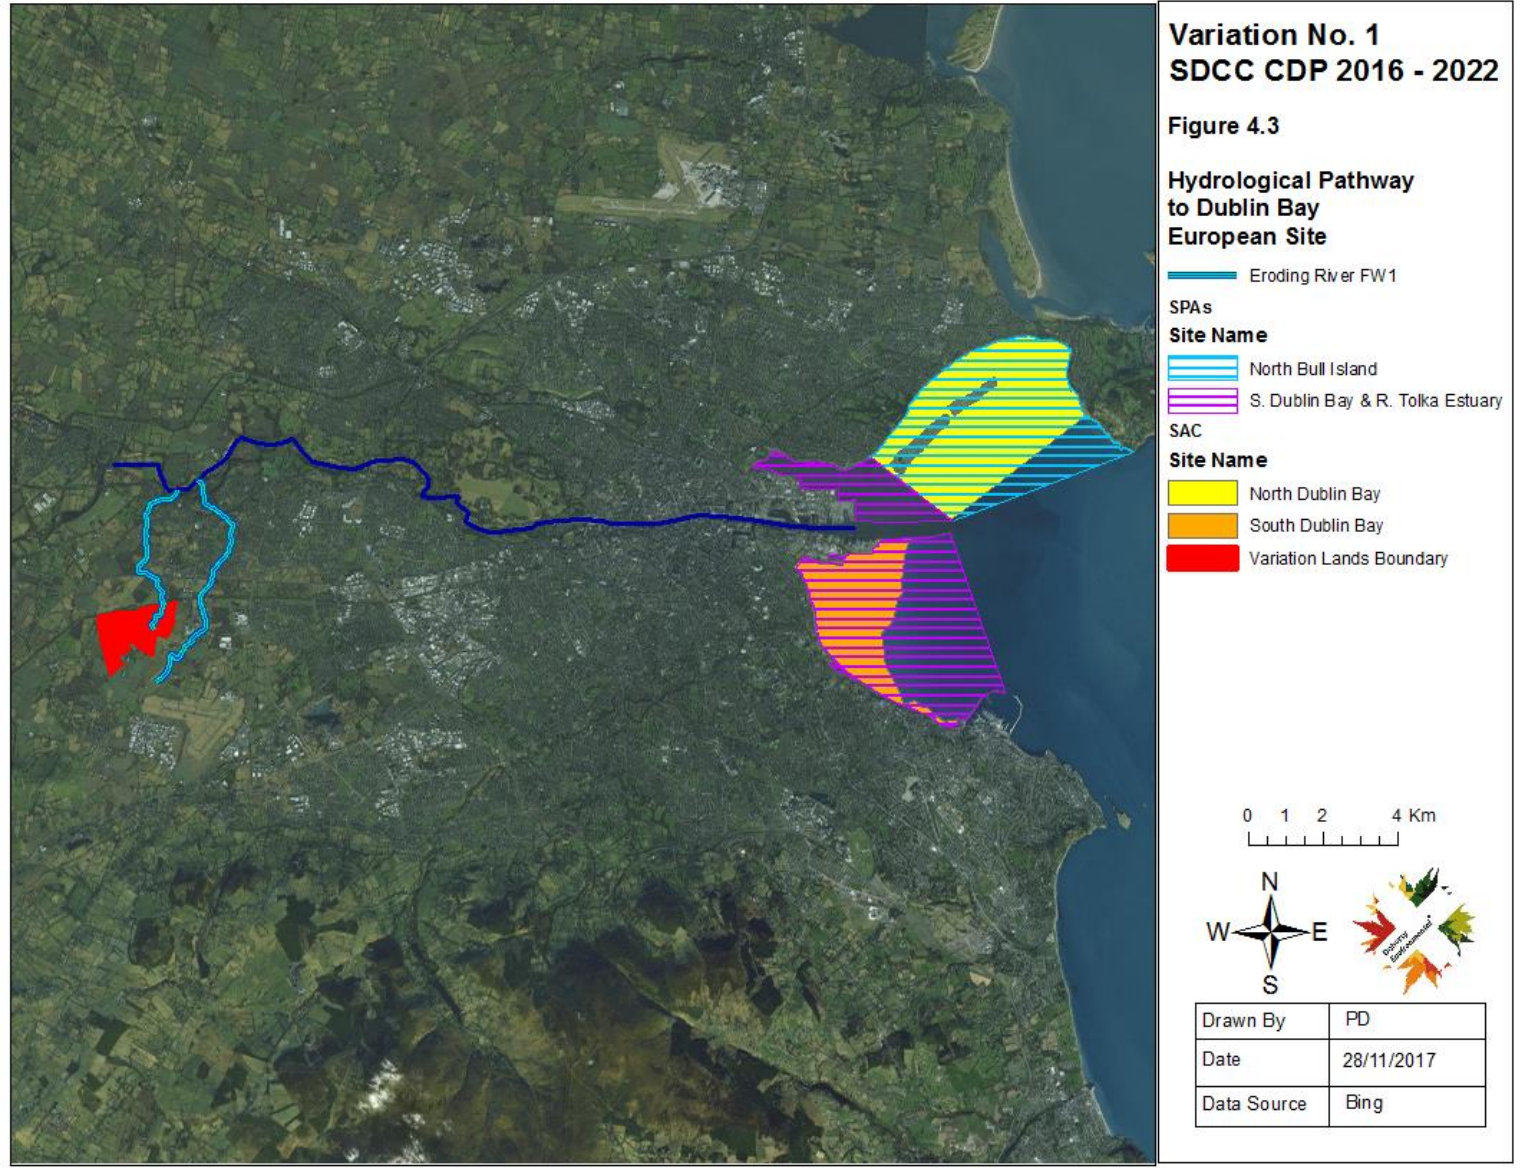 Variation No. 1
SDCC CDP 2016 - 2022
Figure 4.3
Hydrological Pathway
to Dublin Bay
European Site
Eroding River FW1
SPAs
Site Name
North Bull Island
S. Dublin Bay & R. Tolka Estuary
SAC
Site Name
North Dublin Bay
South Dublin Bay
Variation Lands Boundary
0 1 2 4 Km
N
W E
S
Doherty
Environmental
Drawn By PD
Date 28/11/2017
Data Source Bing